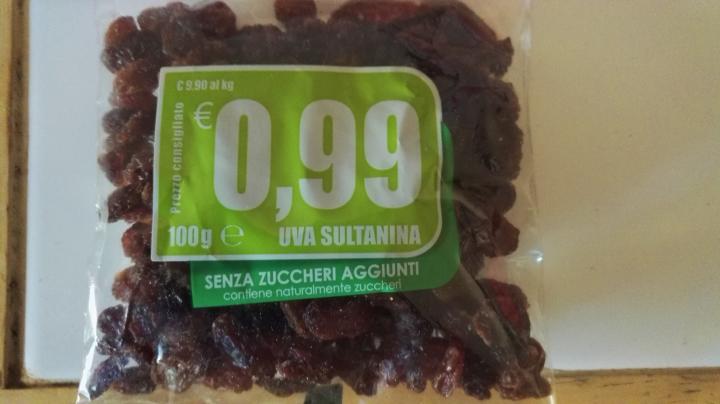 € 9.90 al kg
Prezzo consigliato
€ 0,99
100g ℮ UVA SULTANINA
SENZA ZUCCHERI AGGIUNTI
contiene naturalmente zuccheri